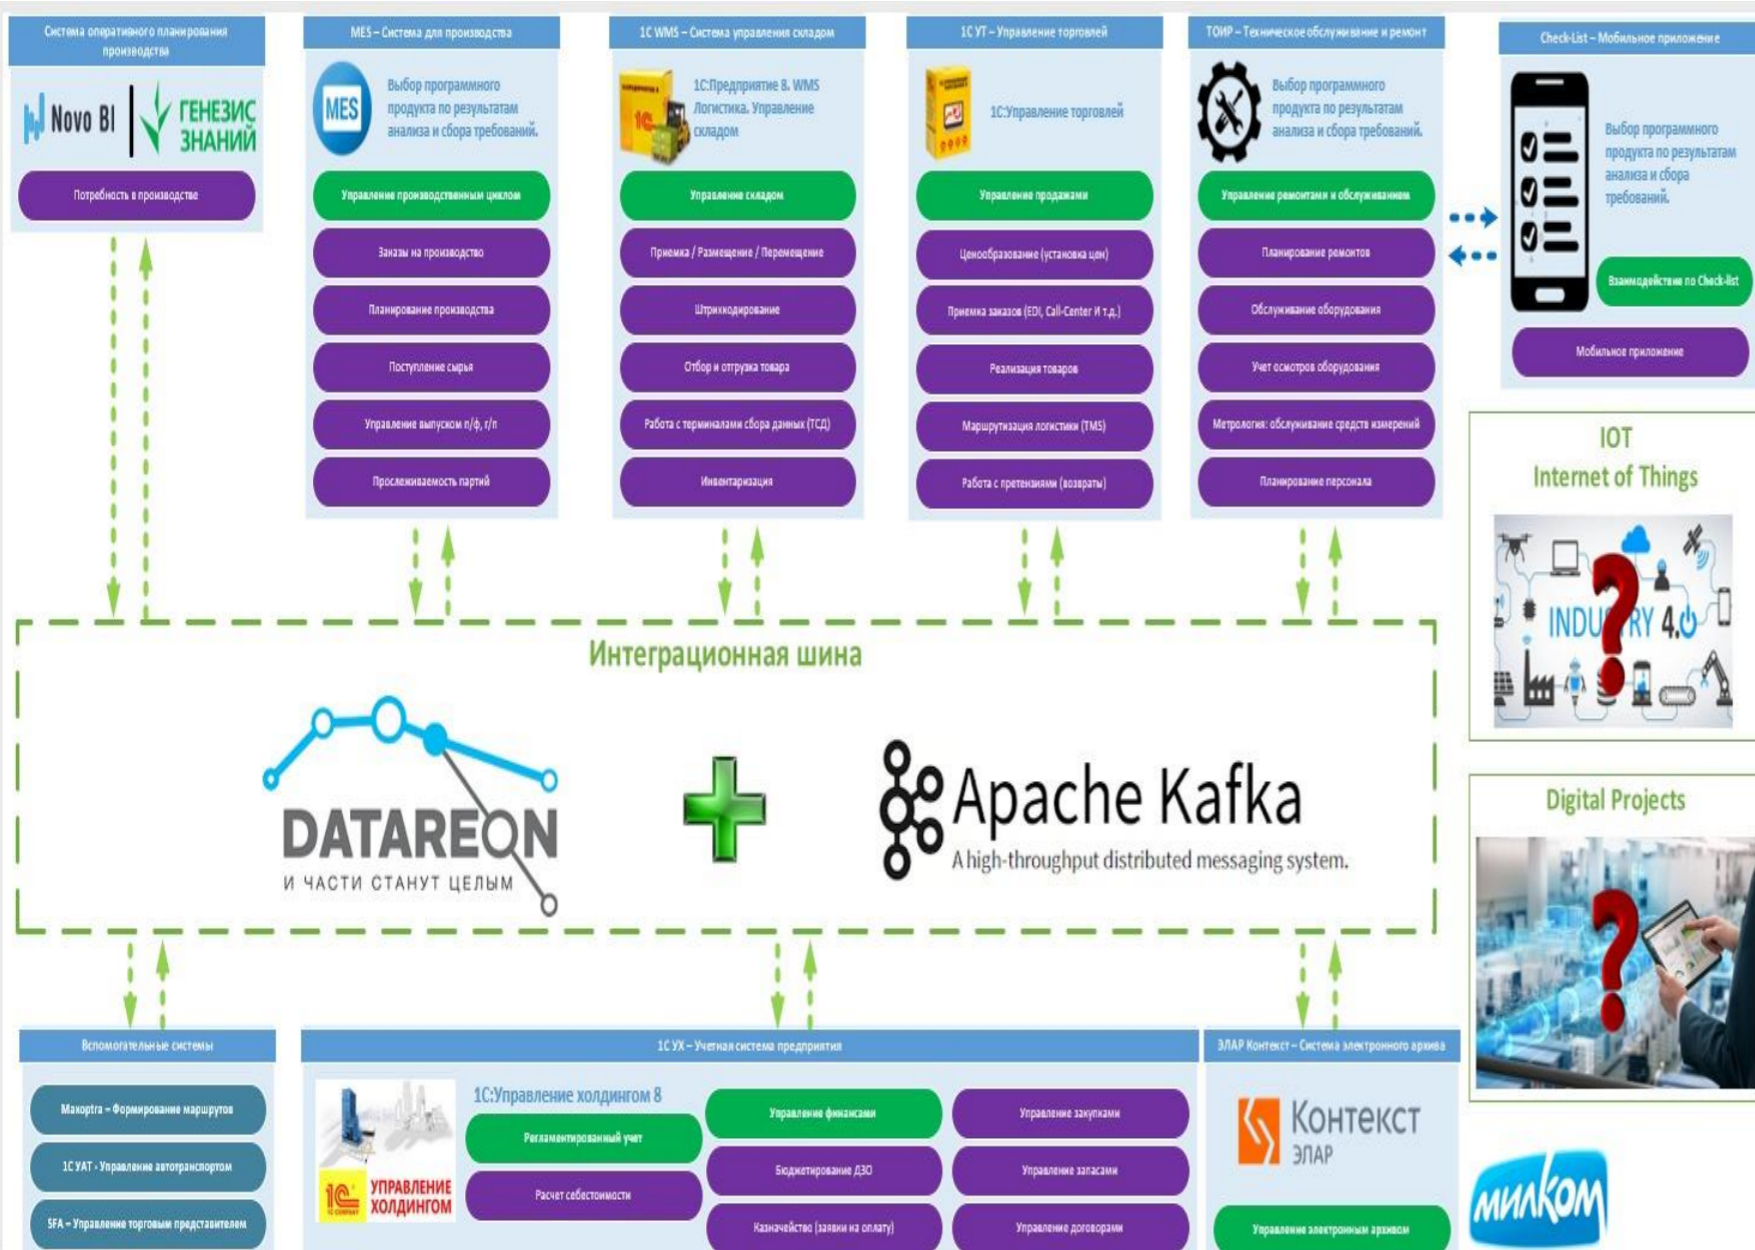 Система оперативного планирования
производства
Novo BI
ГЕНЕЗИС
ЗНАНИЙ
Потребность в производстве
MES – Система для производства
MES
Выбор программного
продукта по результатам
анализа и сбора требований.
Управление производственным циклом
Заказы на производство
Планирование производства
Поступление сырья
Управление выпуском п/ф, г/п
Прослеживаемость партий
1С WMS – Система управления складом
1С:Предприятие 8. WMS
Логистика. Управление
складом
Управление складом
Приемка / Размещение / Перемещение
Штрихкодирование
Отбор и отгрузка товара
Работа с терминалами сбора данных (ТСД)
Инвентаризация
1С УТ – Управление торговлей
1С:Управление торговлей
Управление продажами
Ценообразование (установка цен)
Приемка заказов (EDI, Call-Center И т.д.)
Реализация товаров
Маршрутизация логистики (TMS)
Работа с претензиями (возвраты)
ТОИР – Техническое обслуживание и ремонт
Выбор программного
продукта по результатам
анализа и сбора требований.
Управление ремонтами и обслуживанием
Планирование ремонтов
Обслуживание оборудования
Учет осмотров оборудования
Метрология: обслуживание средств измерений
Планирование персонала
Check-List – Мобильное приложение
Выбор программного
продукта по результатам
анализа и сбора
требований.
Взаимодействие по Check-list
Мобильное приложение
IOT
Internet of Things
INDUSTRY 4.0
?
Digital Projects
?
Интеграционная шина
DATAREON
И ЧАСТИ СТАНУТ ЦЕЛЫМ
Apache Kafka
A high-throughput distributed messaging system.
Вспомогательные системы
Maxoptra – Формирование маршрутов
1С УАТ - Управление автотранспортом
SFA – Управление торговым представителем
1С УХ – Учетная система предприятия
1С:Управление холдингом 8
1С
УПРАВЛЕНИЕ
ХОЛДИНГОМ
Регламентированный учет
Расчет себестоимости
Управление финансами
Бюджетирование ДЗО
Казначейство (заявки на оплату)
Управление закупками
Управление запасами
Управление договорами
ЭЛАР Контекст – Система электронного архива
Контекст
ЭЛАР
Управление электронным архивом
милком